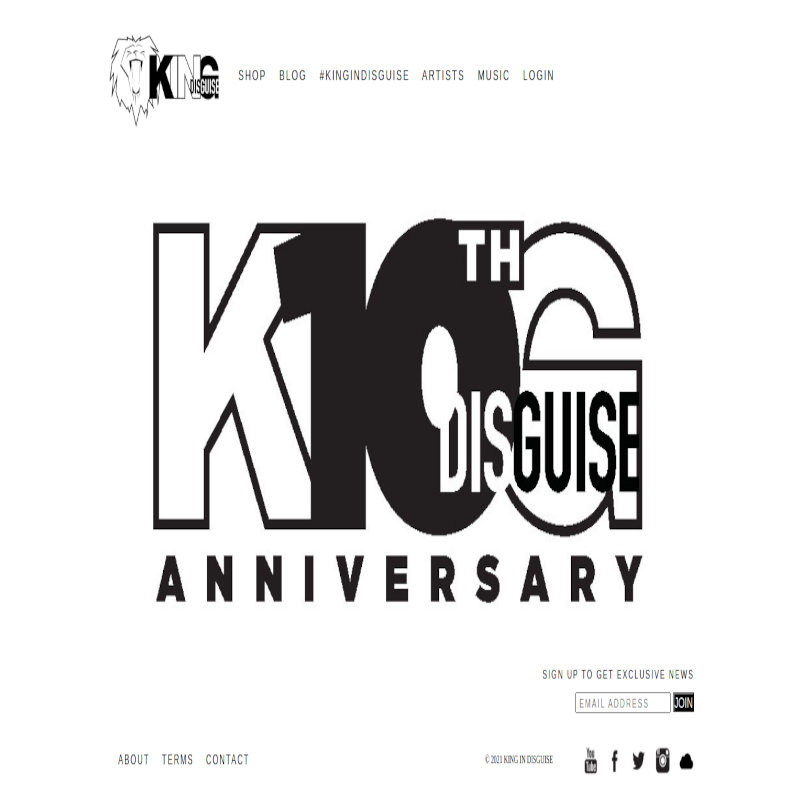 KING
DISGUISE
SHOP BLOG #KINGINDISGUISE ARTISTS MUSIC LOGIN
K10THG
DISGUISE
ANNIVERSARY
SIGN UP TO GET EXCLUSIVE NEWS
EMAIL ADDRESS JOIN
ABOUT TERMS CONTACT © 2021 KING IN DISGUISE You Tube